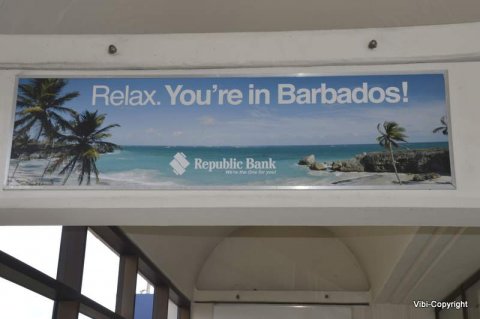 Relax. You're in Barbados!
Republic Bank
We're the One for you!
Vibi-Copyright